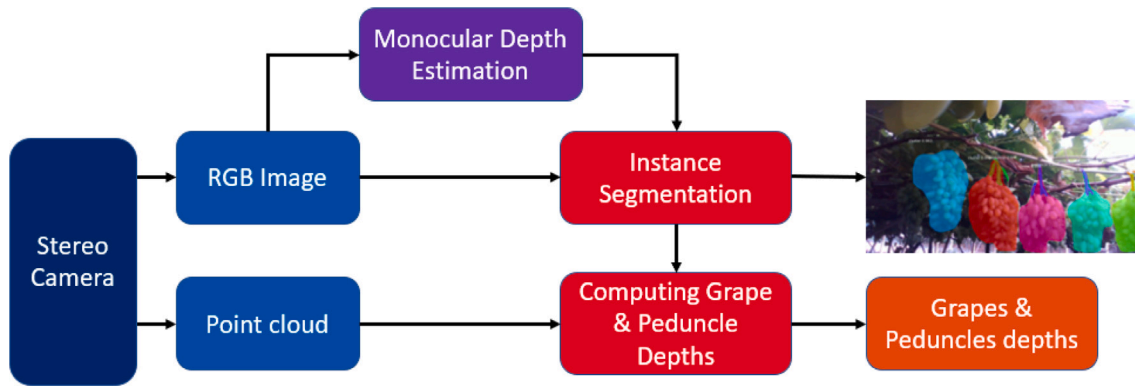 Monocular Depth
Estimation
RGB Image
Instance
Segmentation
Stereo
Camera
Point cloud
Computing Grape
& Peduncle
Depths
Grapes &
Peduncles depths